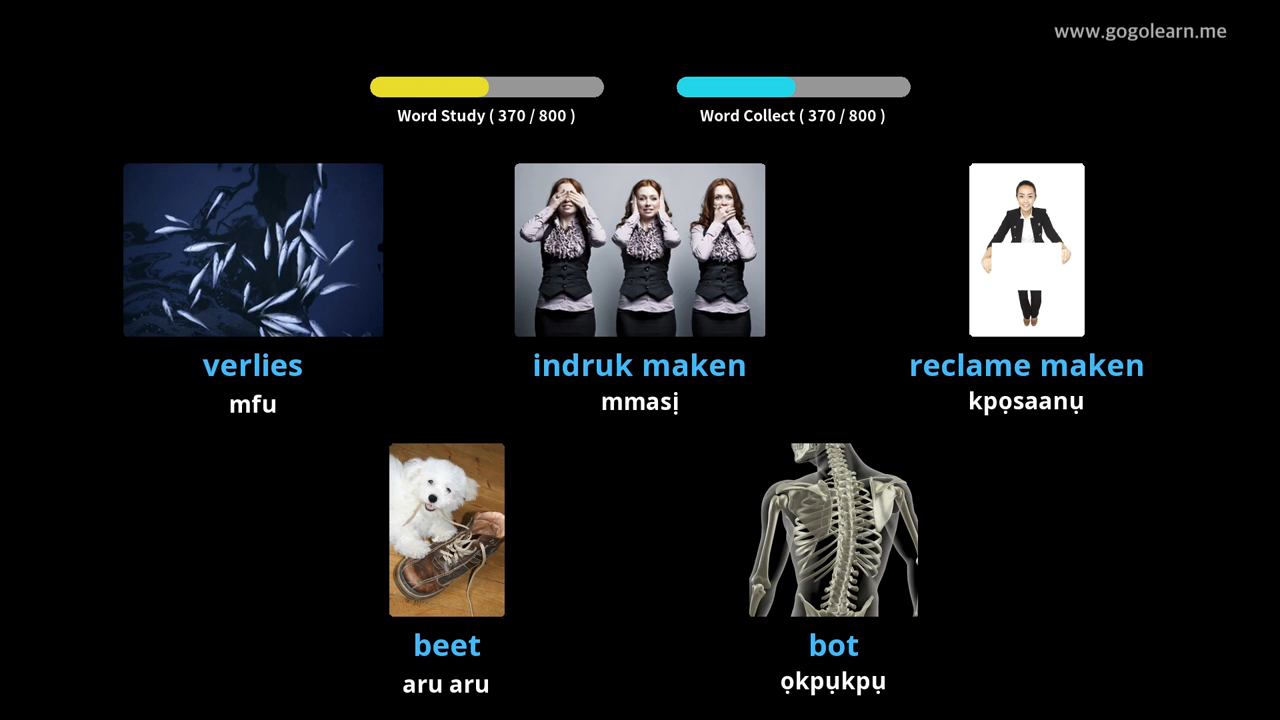 www.gogolearn.me
Word Study ( 370 / 800 )
Word Collect ( 370 / 800 )
verlies
mfu
indruk maken
mmasị
reclame maken
kpọsaanụ
beet
aru aru
bot
ọkpụkpụ